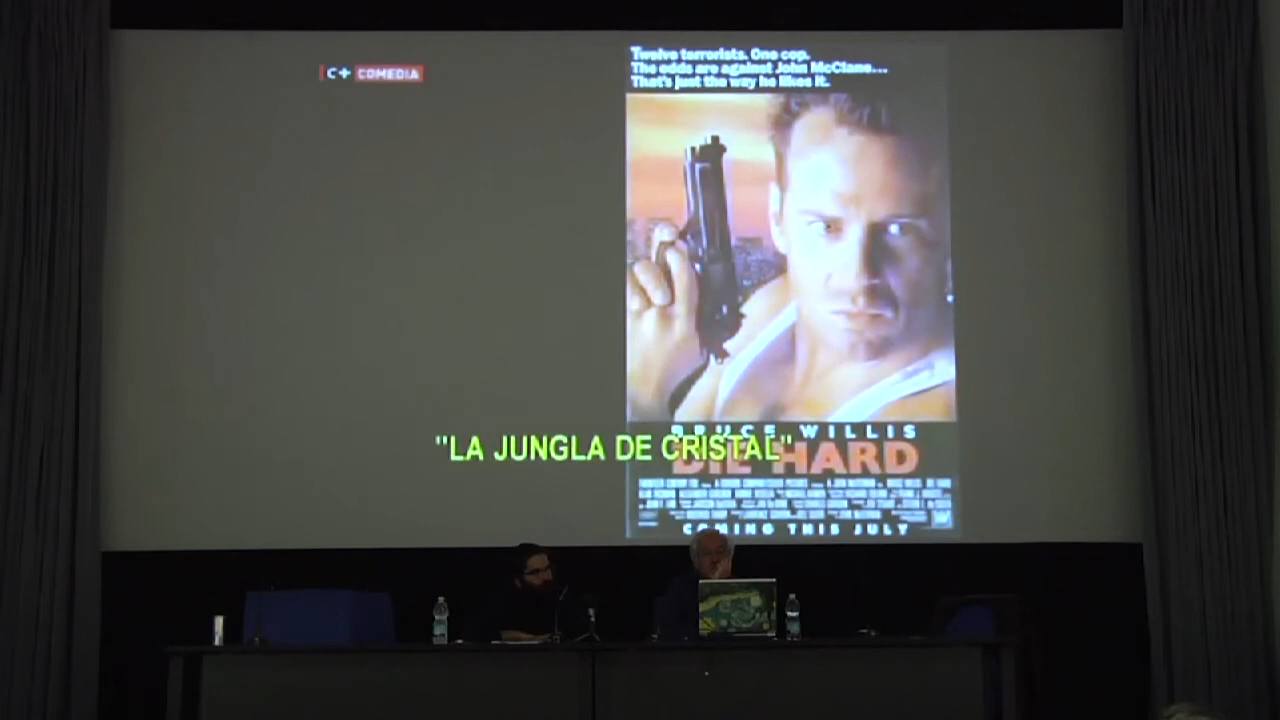 C+ COMEDIA
Twelve terrorists. One cop.
The odds are against John McClane...
That's just the way he likes it.
BRUCE WILLIS
"LA JUNGLA DE CRISTAL"
DIE HARD
COMING THIS JULY